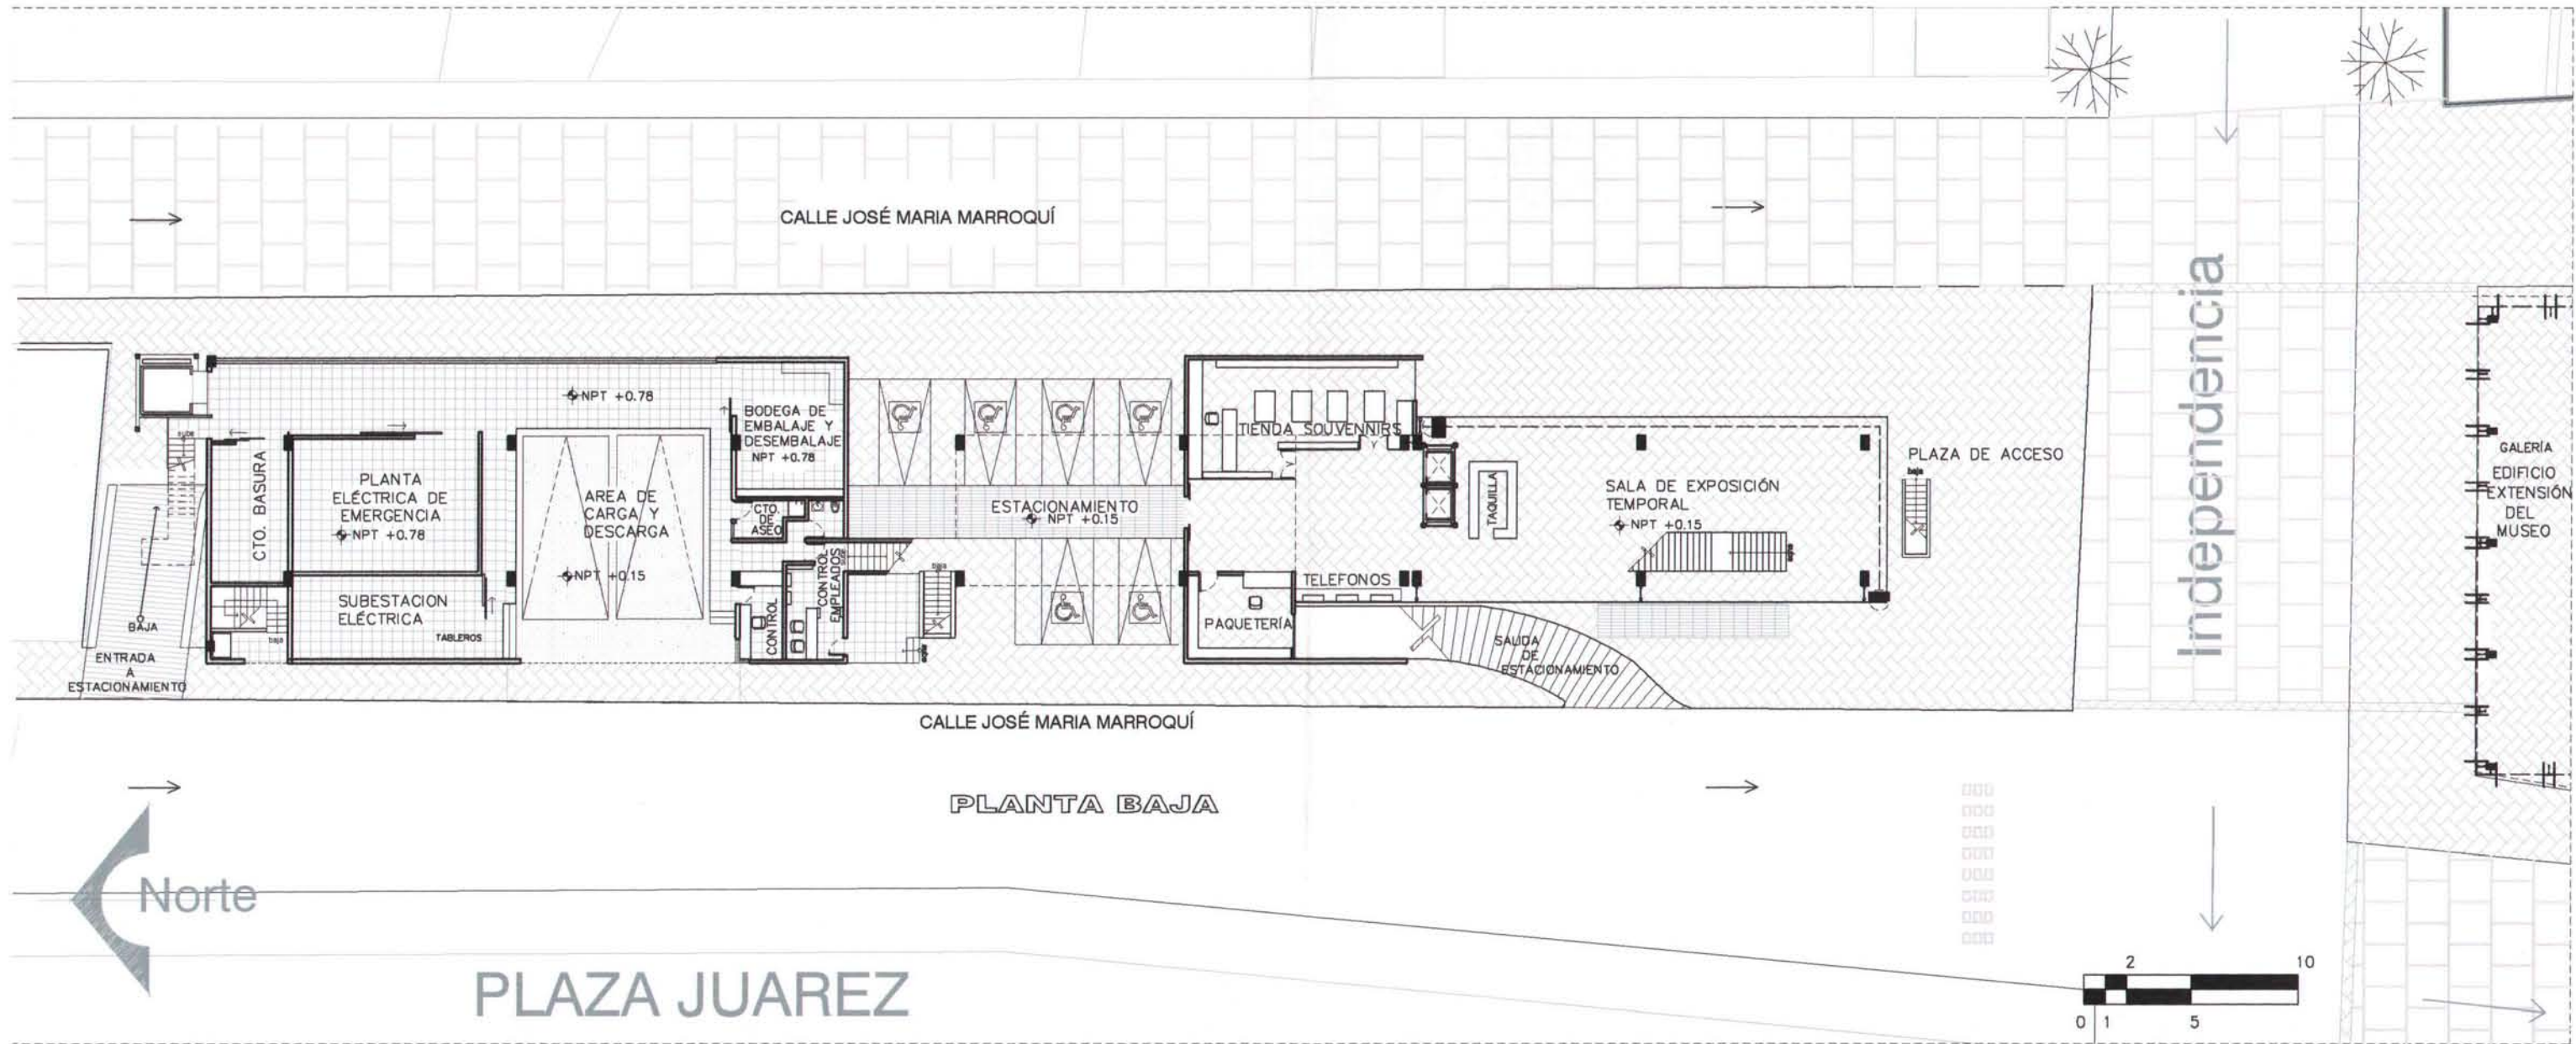 CALLE JOSÉ MARIA MARROQUÍ
Independencia
NPT +0.78
BODEGA DE
EMBALAJE Y
DESEMBALAJE
NPT +0.78
CTO. BASURA
PLANTA
ELÉCTRICA DE
EMERGENCIA
NPT +0.78
AREA DE
CARGA Y
DESCARGA
NPT +0.15
CTO.
DE
ASEO
ESTACIONAMIENTO
NPT +0.15
TIENDA SOUVENNIRS
TAQUILLA
SALA DE EXPOSICIÓN
TEMPORAL
NPT +0.15
PLAZA DE ACCESO
baja
GALERÍA
EDIFICIO
EXTENSIÓN
DEL
MUSEO
SUBESTACION
ELÉCTRICA
TABLEROS
baja
CONTROL
CONTROL
EMPLEADOS
baja
TELEFONOS
PAQUETERÍA
SALIDA
DE
ESTACIONAMIENTO
BAJA
ENTRADA
A
ESTACIONAMIENTO
CALLE JOSÉ MARIA MARROQUÍ
PLANTA BAJA
Norte
PLAZA JUAREZ
2 10
0 1 5